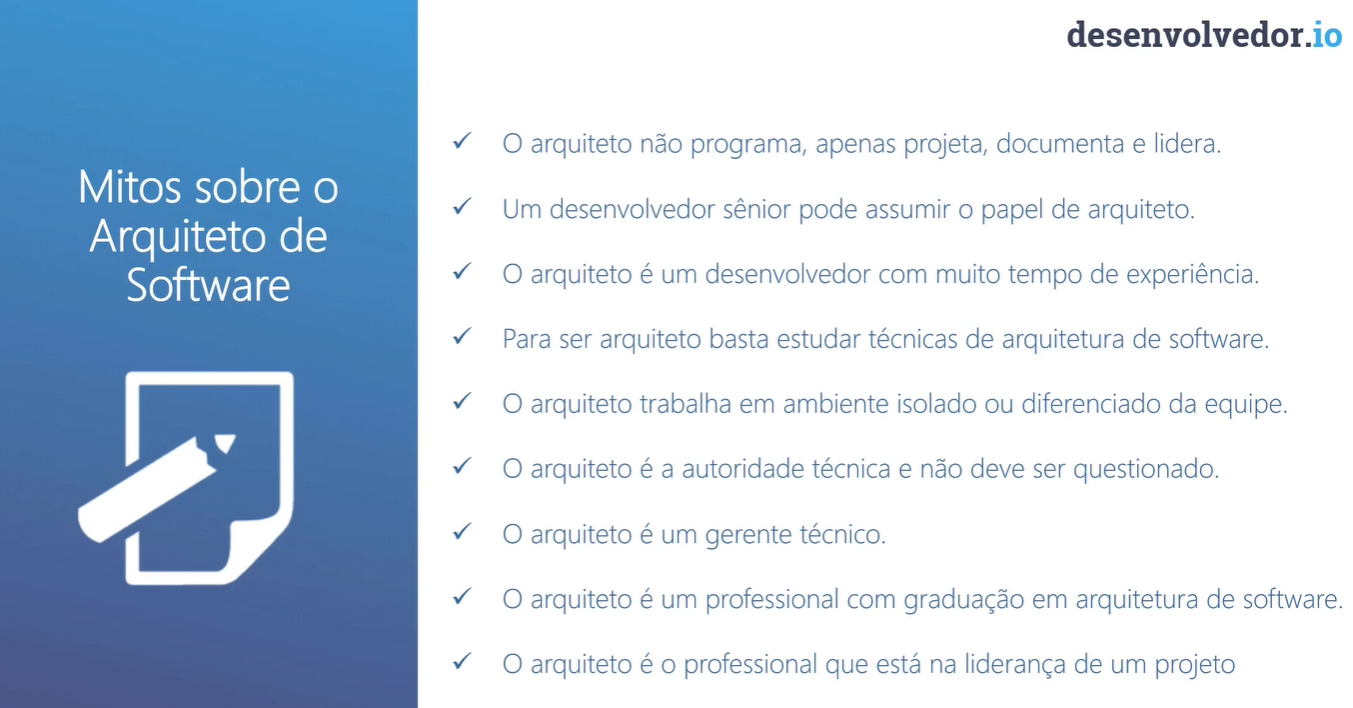 desenvolvedor.io
Mitos sobre o
Arquiteto de
Software
O arquiteto não programa, apenas projeta, documenta e lidera.
Um desenvolvedor sênior pode assumir o papel de arquiteto.
O arquiteto é um desenvolvedor com muito tempo de experiência.
Para ser arquiteto basta estudar técnicas de arquitetura de software.
O arquiteto trabalha em ambiente isolado ou diferenciado da equipe.
O arquiteto é a autoridade técnica e não deve ser questionado.
O arquiteto é um gerente técnico.
O arquiteto é um professional com graduação em arquitetura de software.
O arquiteto é o professional que está na liderança de um projeto